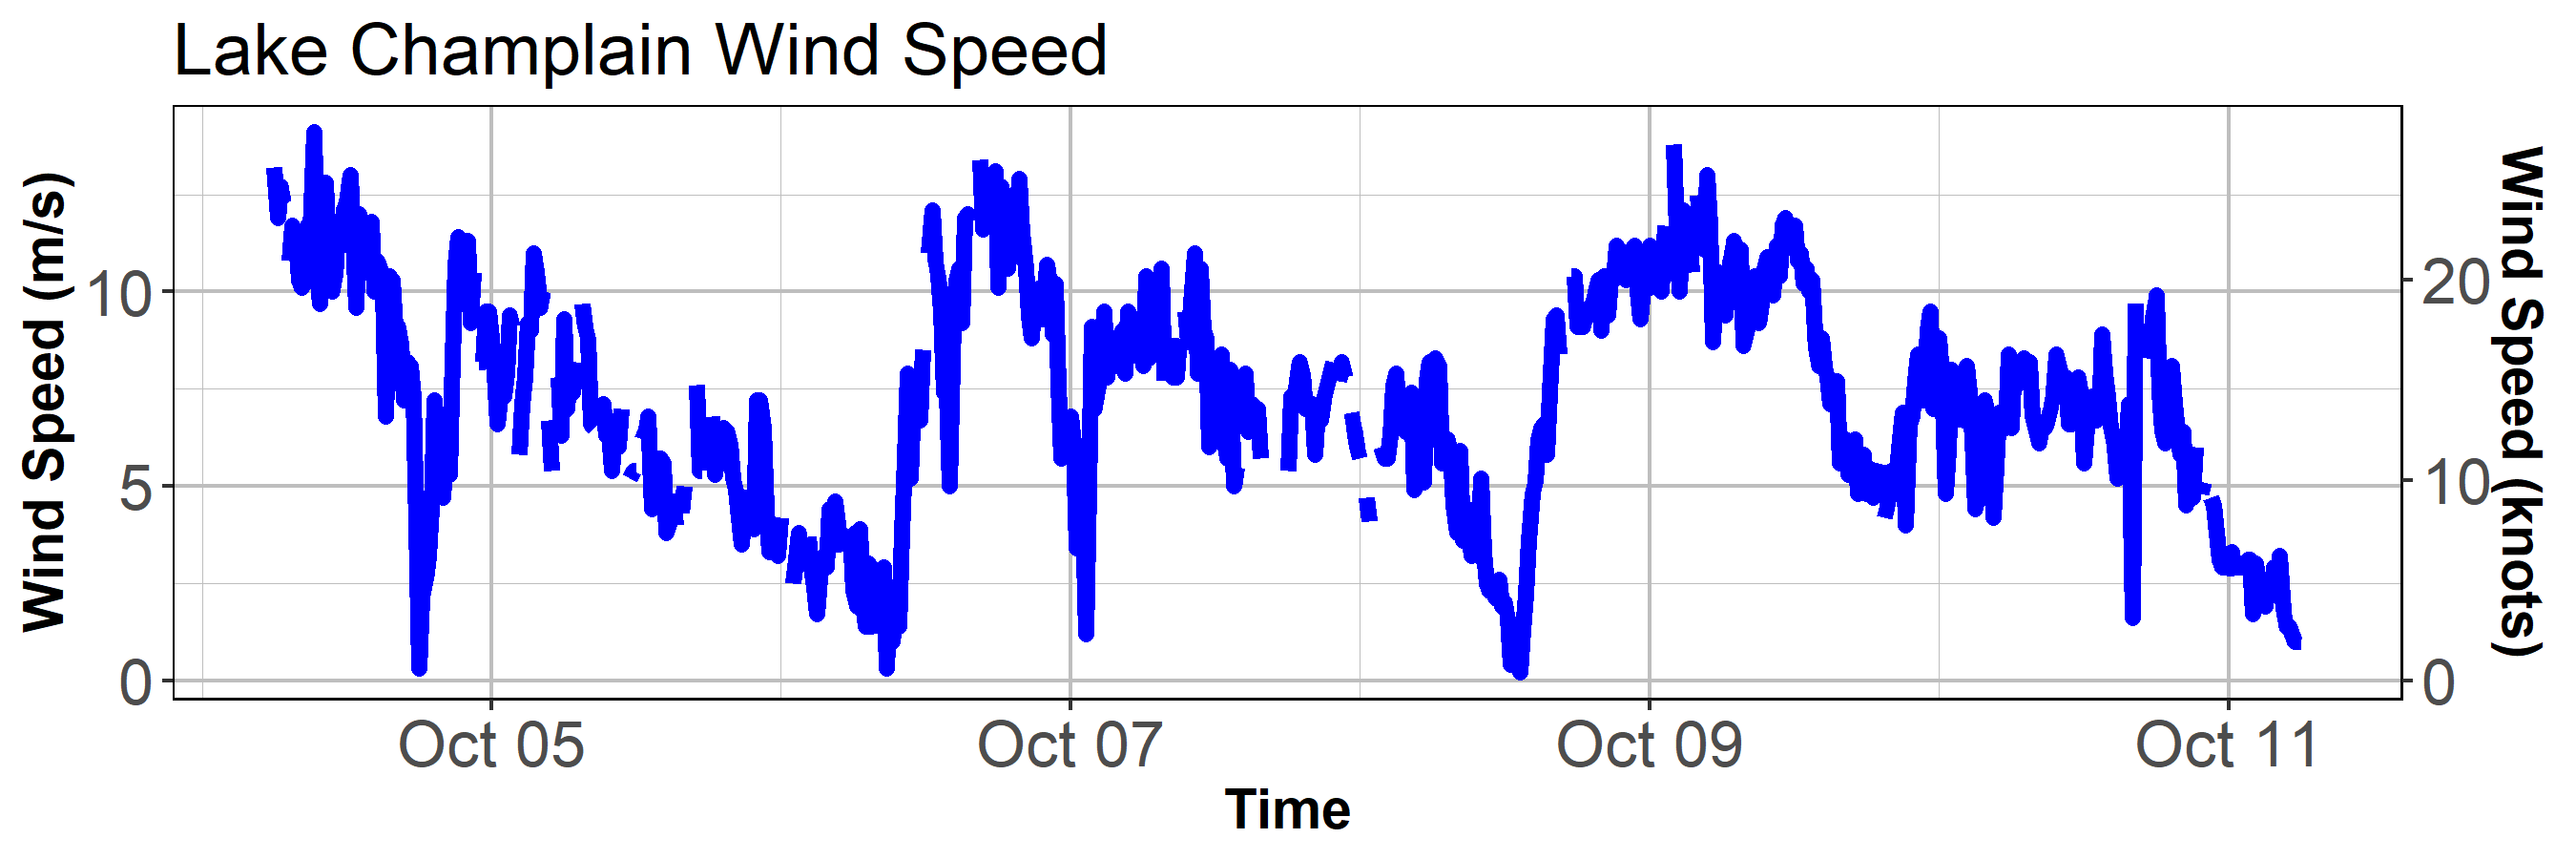 Lake Champlain Wind Speed
Wind Speed (m/s)
10
5
0
20
10
0
Wind Speed (knots)
Oct 05
Oct 07
Oct 09
Oct 11
Time